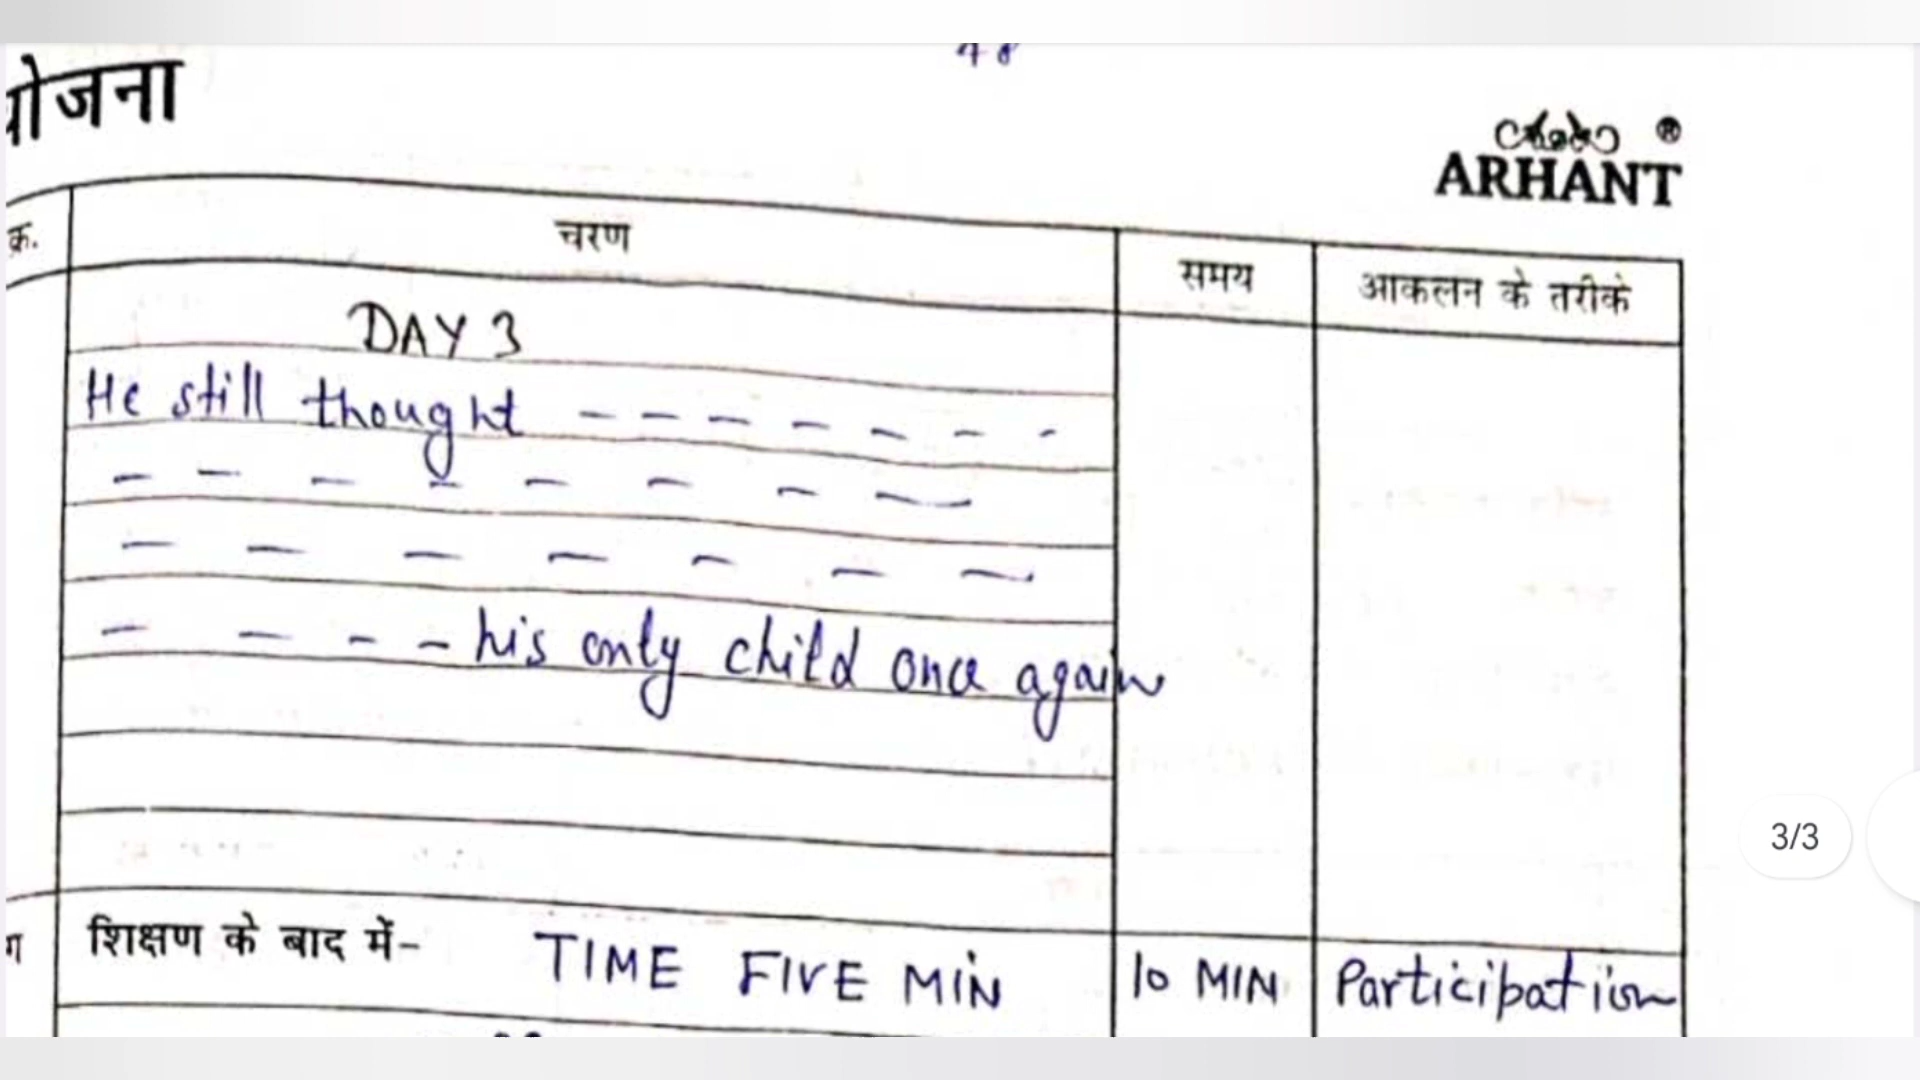 योजना
ARHANT
क्र. चरण समय आकलन के तरीके
DAY 3
He still thought - - - - - - -
- - - - - - - -
- - - - - - -
- - - - his only child once again
3/3
शिक्षण के बाद में- TIME FIVE MIN 10 MIN Participation